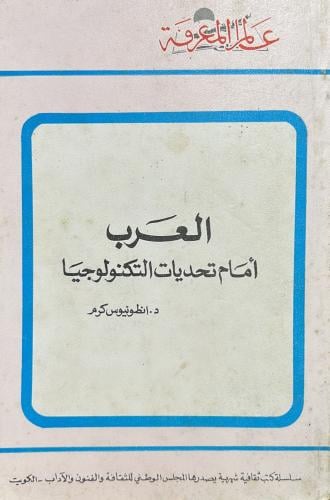 عالم المعرفة
العرب
أمام تحديات التكنولوجيا
د. انطونيوس كرم
سلسلة كتب ثقافية شهرية يصدرها المجلس الوطني للثقافة والفنون والآداب - الكويت